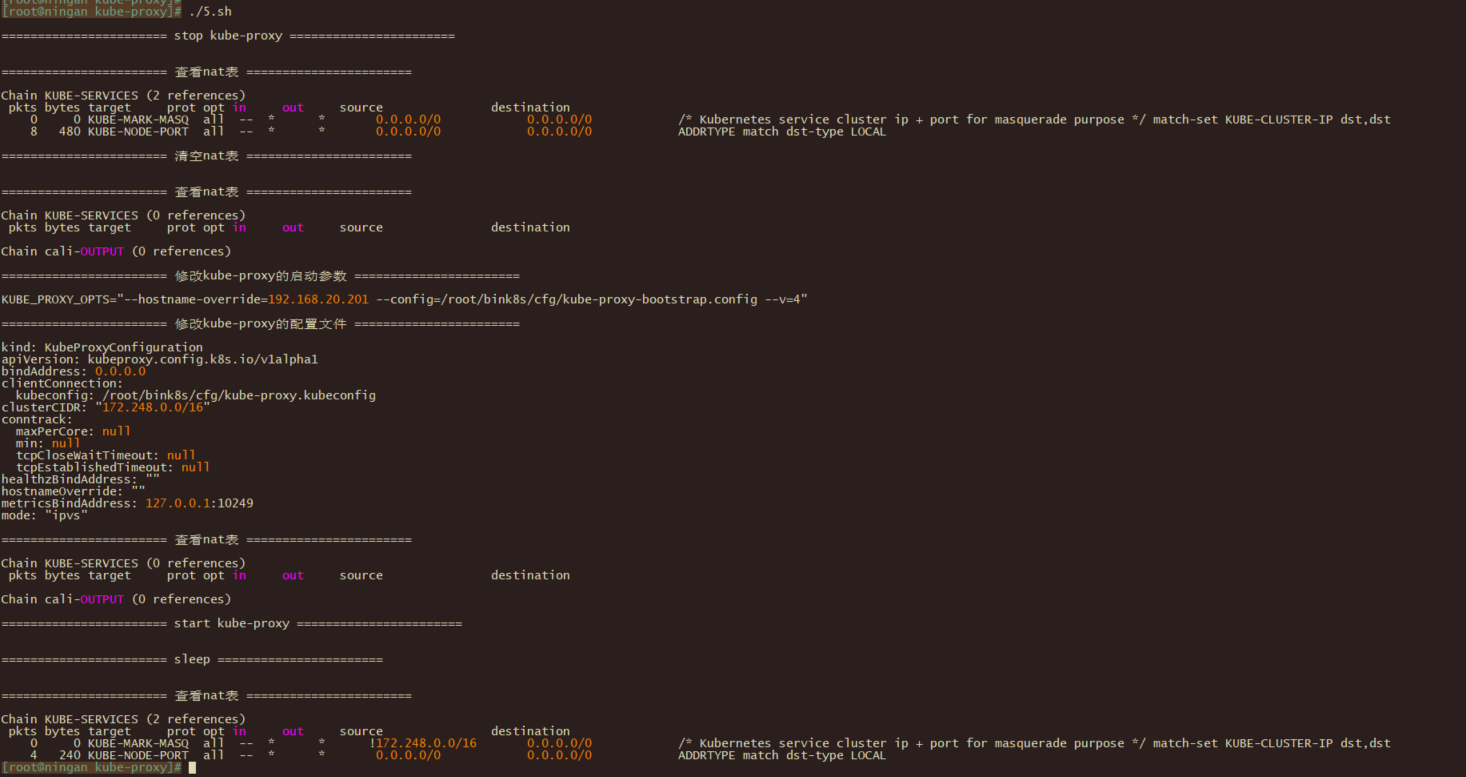 [root@ningan kube-proxy]#
[root@ningan kube-proxy]# ./5.sh
======================= stop kube-proxy =======================
======================= 查看nat表 =======================
Chain KUBE-SERVICES (2 references)
 pkts bytes target     prot opt in     out     source               destination
    0     0 KUBE-MARK-MASQ  all  --  *      *       0.0.0.0/0            0.0.0.0/0            /* Kubernetes service cluster ip + port for masquerade purpose */ match-set KUBE-CLUSTER-IP dst,dst
    8   480 KUBE-NODE-PORT  all  --  *      *       0.0.0.0/0            0.0.0.0/0            ADDRTYPE match dst-type LOCAL
======================= 清空nat表 =======================
======================= 查看nat表 =======================
Chain KUBE-SERVICES (0 references)
 pkts bytes target     prot opt in     out     source               destination
Chain cali-OUTPUT (0 references)
======================= 修改kube-proxy的启动参数 =======================
KUBE_PROXY_OPTS="--hostname-override=192.168.20.201 --config=/root/bink8s/cfg/kube-proxy-bootstrap.config --v=4"
======================= 修改kube-proxy的配置文件 =======================
kind: KubeProxyConfiguration
apiVersion: kubeproxy.config.k8s.io/v1alpha1
bindAddress: 0.0.0.0
clientConnection:
  kubeconfig: /root/bink8s/cfg/kube-proxy.kubeconfig
clusterCIDR: "172.248.0.0/16"
conntrack:
  maxPerCore: null
  min: null
  tcpCloseWaitTimeout: null
  tcpEstablishedTimeout: null
healthzBindAddress: ""
hostnameOverride: ""
metricsBindAddress: 127.0.0.1:10249
mode: "ipvs"
======================= 查看nat表 =======================
Chain KUBE-SERVICES (0 references)
 pkts bytes target     prot opt in     out     source               destination
Chain cali-OUTPUT (0 references)
======================= start kube-proxy =======================
======================= sleep =======================
======================= 查看nat表 =======================
Chain KUBE-SERVICES (2 references)
 pkts bytes target     prot opt in     out     source               destination
    0     0 KUBE-MARK-MASQ  all  --  *      *      !172.248.0.0/16       0.0.0.0/0            /* Kubernetes service cluster ip + port for masquerade purpose */ match-set KUBE-CLUSTER-IP dst,dst
    4   240 KUBE-NODE-PORT  all  --  *      *       0.0.0.0/0            0.0.0.0/0            ADDRTYPE match dst-type LOCAL
[root@ningan kube-proxy]#